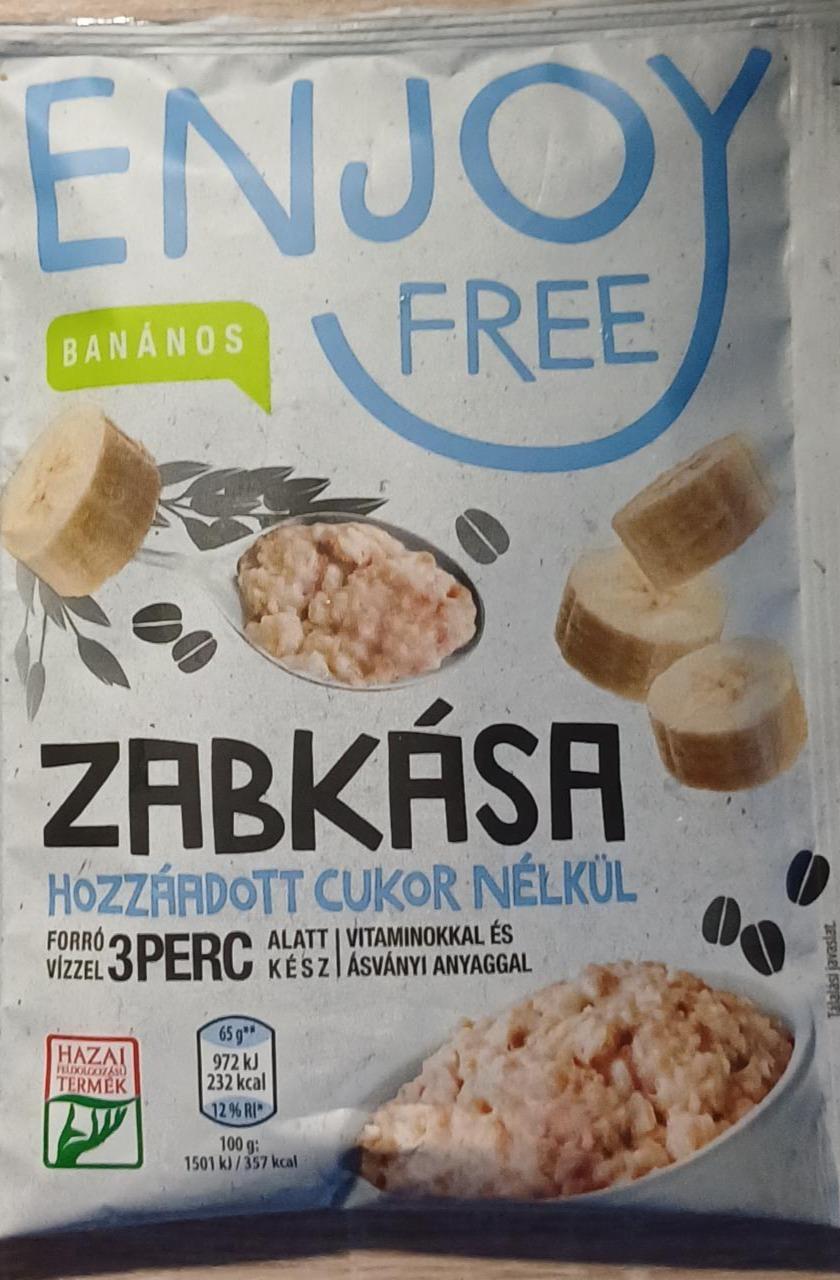 ENJOY
FREE
BANÁNOS
ZABKÁSA
HOZZÁADOTT CUKOR NÉLKÜL
FORRÓ VÍZZEL 3PERC ALATT KÉSZ
VITAMINOKKAL ÉS
ÁSVÁNYI ANYAGGAL
HAZAI
FELDOLGOZÁSÚ
TERMÉK
65 g**
972 kJ
232 kcal
12 % RI*
100 g:
1501 kJ / 357 kcal
Tálalási javaslat.